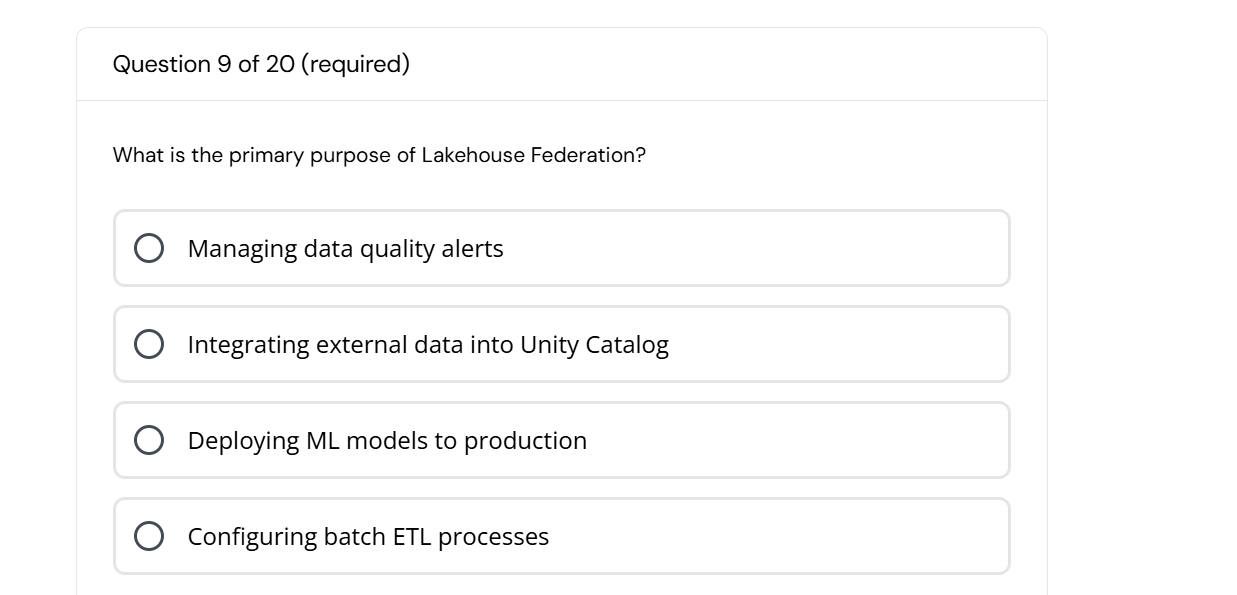 Question 9 of 20 (required)
What is the primary purpose of Lakehouse Federation?
Managing data quality alerts
Integrating external data into Unity Catalog
Deploying ML models to production
Configuring batch ETL processes